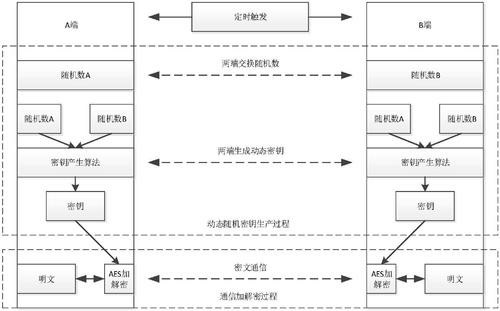 A端
定时触发
B端
随机数A
两端交换随机数
随机数B
随机数A
随机数B
随机数A
随机数B
密钥产生算法
两端生成动态密钥
密钥产生算法
密钥
密钥
动态随机密钥生产过程
密文通信
明文
AES加
解密
AES加
解密
明文
通信加解密过程